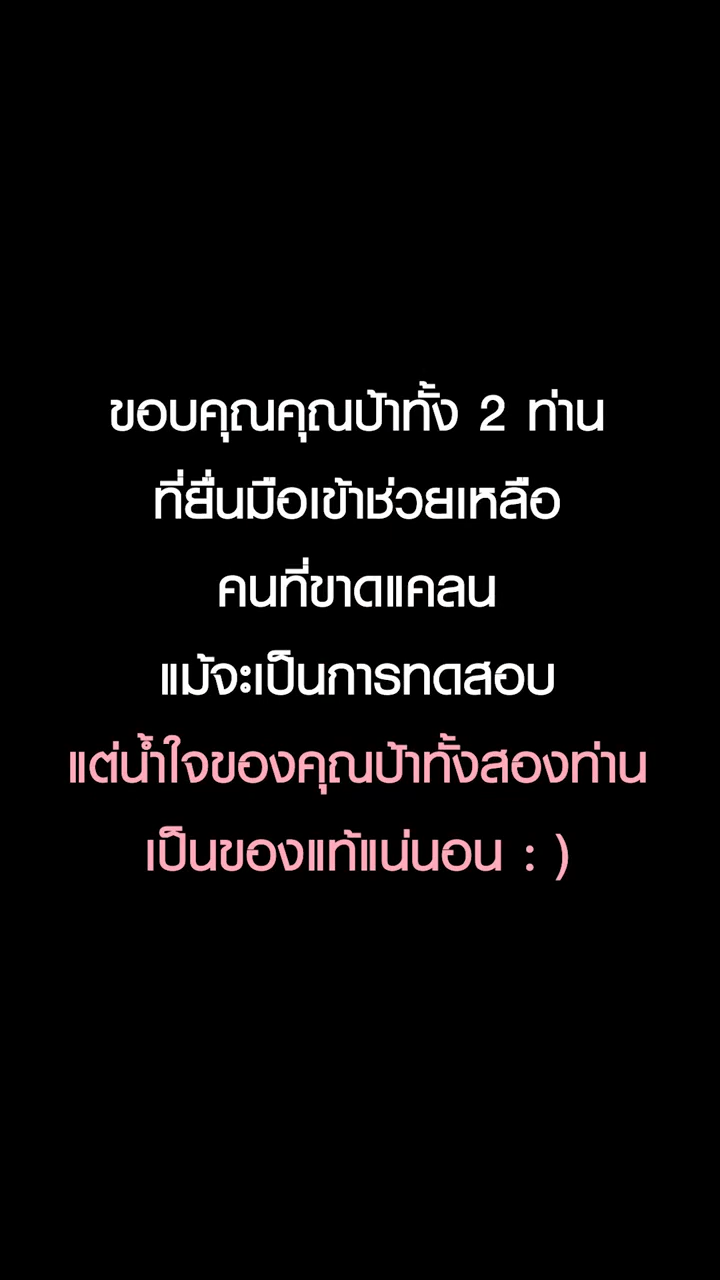 ขอบคุณคุณป้าทั้ง 2 ท่าน
ที่ยื่นมือเข้าช่วยเหลือ
คนที่ขาดแคลน
แม้จะเป็นการทดสอบ
แต่น้ำใจของคุณป้าทั้งสองท่าน
เป็นของแท้แน่นอน : )